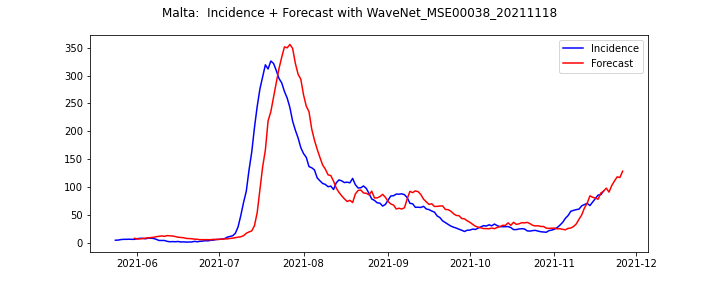 Malta:  Incidence + Forecast with WaveNet_MSE00038_20211118
Incidence
Forecast
350
300
250
200
150
100
50
0
2021-06 2021-07 2021-08 2021-09 2021-10 2021-11 2021-12